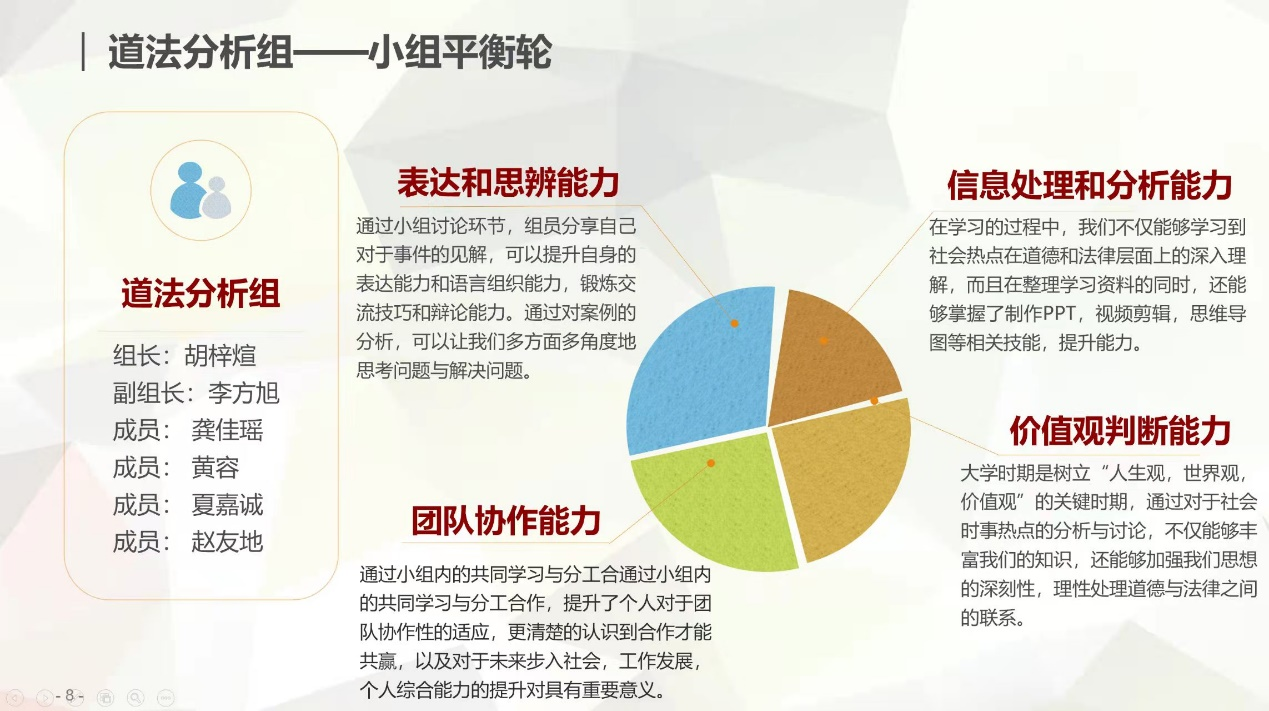 道法分析组——小组平衡轮
道法分析组
组长：胡梓煊
副组长：李方旭
成员： 龚佳瑶
成员： 黄容
成员： 夏嘉诚
成员： 赵友地
表达和思辨能力
通过小组讨论环节，组员分享自己
对于事件的见解，可以提升自身的
表达能力和语言组织能力，锻炼交
流技巧和辩论能力。通过对案例的
分析，可以让我们多方面多角度地
思考问题与解决问题。
信息处理和分析能力
在学习的过程中，我们不仅能够学习到
社会热点在道德和法律层面上的深入理
解，而且在整理学习资料的同时，还能
够掌握了制作PPT，视频剪辑，思维导
图等相关技能，提升能力。
价值观判断能力
大学时期是树立“人生观，世界观，
价值观”的关键时期，通过对于社会
时事热点的分析与讨论，不仅能够丰
富我们的知识，还能够加强我们思想
的深刻性，理性处理道德与法律之间
的联系。
团队协作能力
通过小组内的共同学习与分工合通过小组内
的共同学习与分工合作，提升了个人对于团
队协作性的适应，更清楚的认识到合作才能
共赢，以及对于未来步入社会，工作发展，
个人综合能力的提升对具有重要意义。
- 8 -